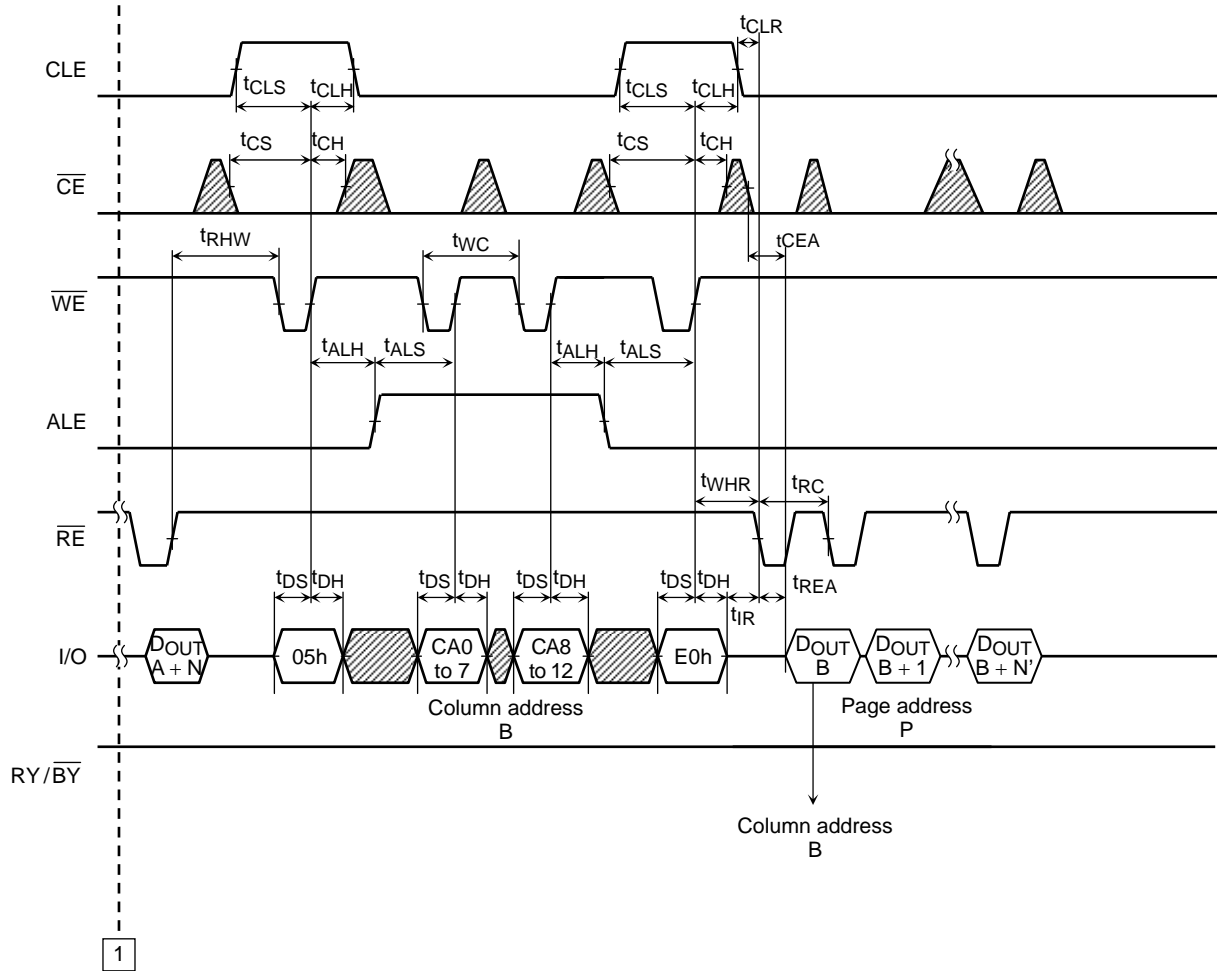 tCLR
CLE
tCLS tCLH tCLS tCLH
tCS tCH tCS tCH
CE
tRHW tWC tCEA
WE
tALH tALS tALH tALS
ALE
tWHR tRC
RE
tDS tDH tDS tDH tDS tDH tDS tDH tREA
tIR
I/O
DOUT
A + N
05h
CA0
to 7
CA8
to 12
E0h
DOUT
B
DOUT
B + 1
DOUT
B + N’
Column address
B
Page address
P
RY/BY
Column address
B
1